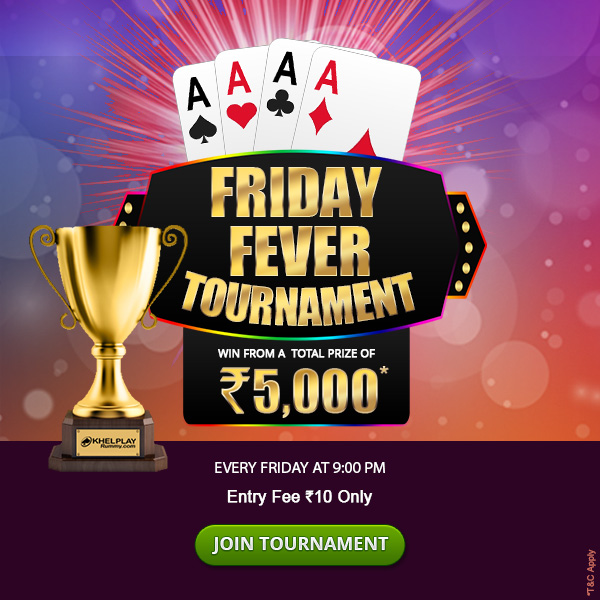 A A A A
FRIDAY
FEVER
TOURNAMENT
WIN FROM A TOTAL PRIZE OF
₹5,000*
KHELPLAY
Rummy.com
EVERY FRIDAY AT 9:00 PM
Entry Fee ₹10 Only
JOIN TOURNAMENT
*T&C Apply